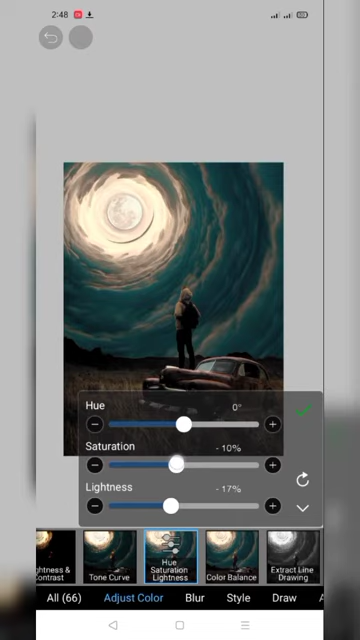 2:48
Hue 0°
Saturation - 10%
Lightness - 17%
ghtness &
Contrast
Tone Curve
Hue
Saturation
Lightness
Color Balance
Extract Line
Drawing
All (66) Adjust Color Blur Style Draw A